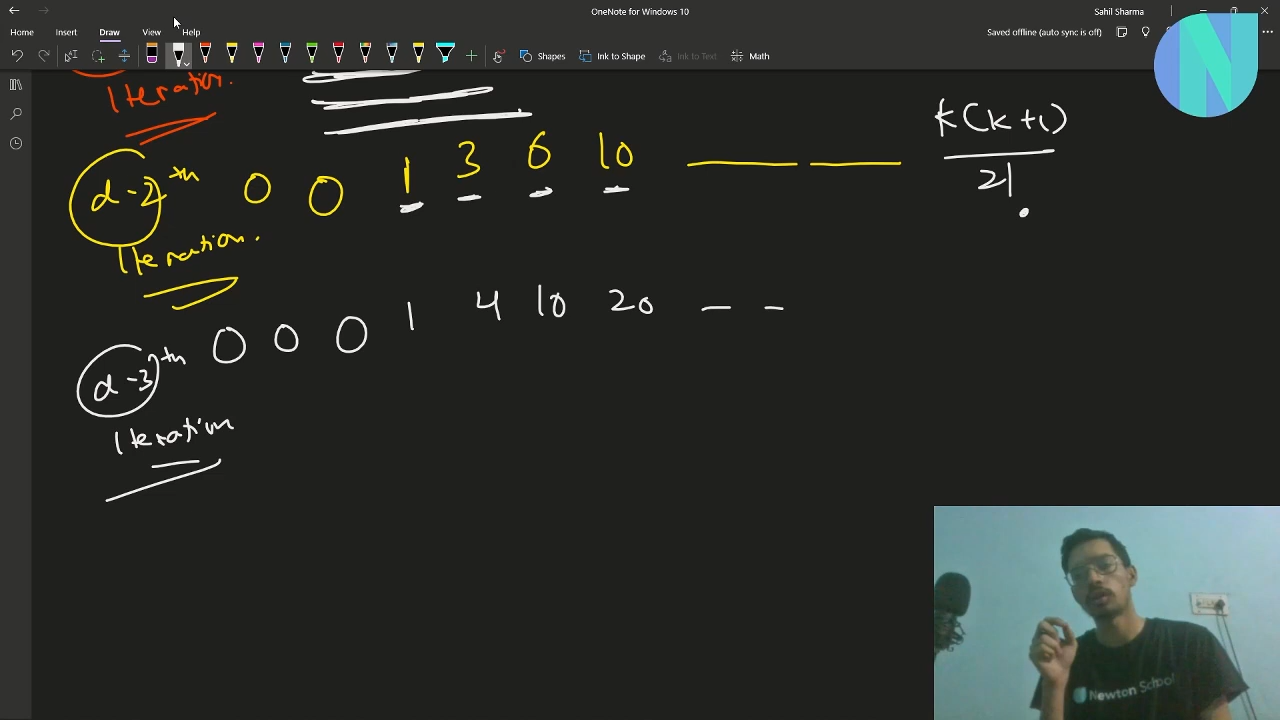 OneNote for Windows 10
Sahil Sharma
Home Insert Draw View Help
Saved offline (auto sync is off)
Shapes Ink to Shape Ink to Text Math
Iteration.
d-2 th 0 0 1 3 6 10 k(k+1)
2!
Iteration.
d-3 th 0 0 0 1 4 10 20 - -
Iteration
Newton School